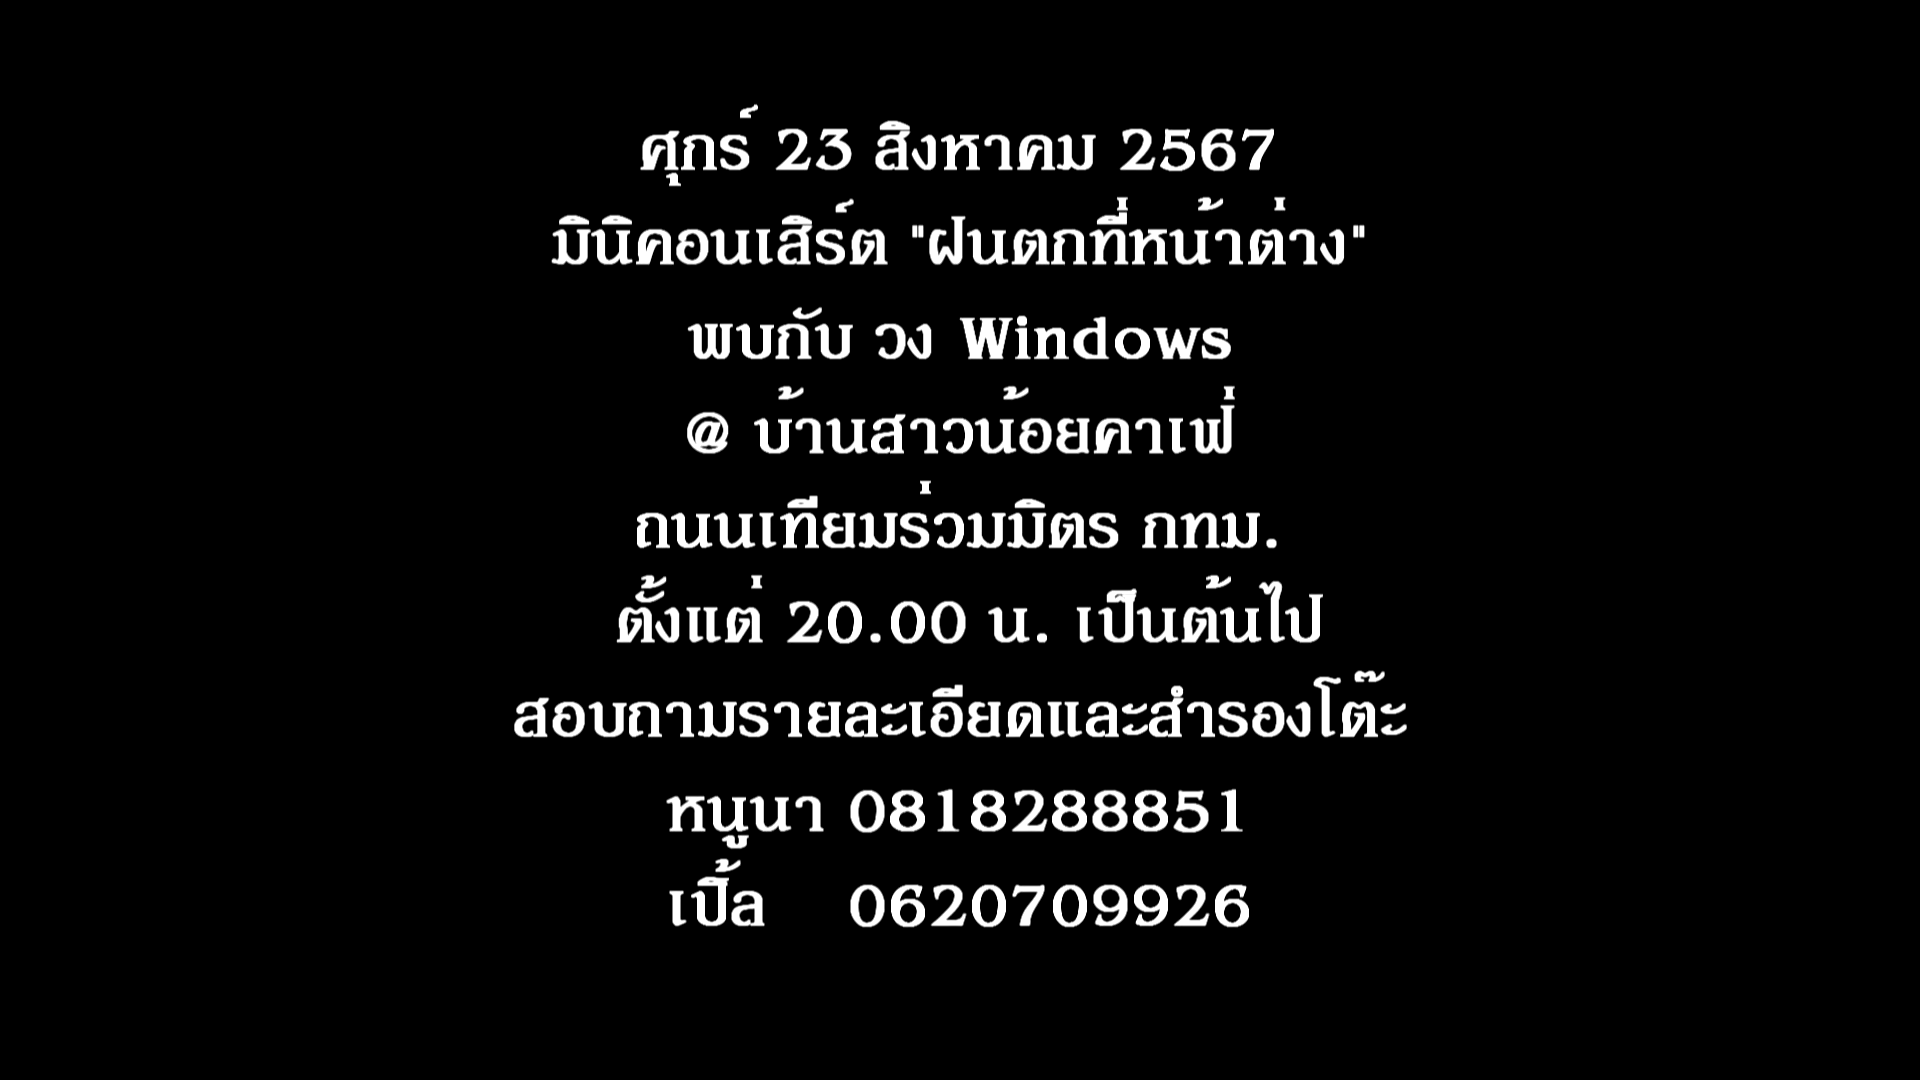 ศุกร์ 23 สิงหาคม 2567
มินิคอนเสิร์ต "ฝนตกที่หน้าต่าง"
พบกับ วง Windows
@ บ้านสาวน้อยคาเฟ่
ถนนเทียมร่วมมิตร กทม.
ตั้งแต่ 20.00 น. เป็นต้นไป
สอบถามรายละเอียดและสำรองโต๊ะ
หนูนา 0818288851
เปิ้ล 0620709926